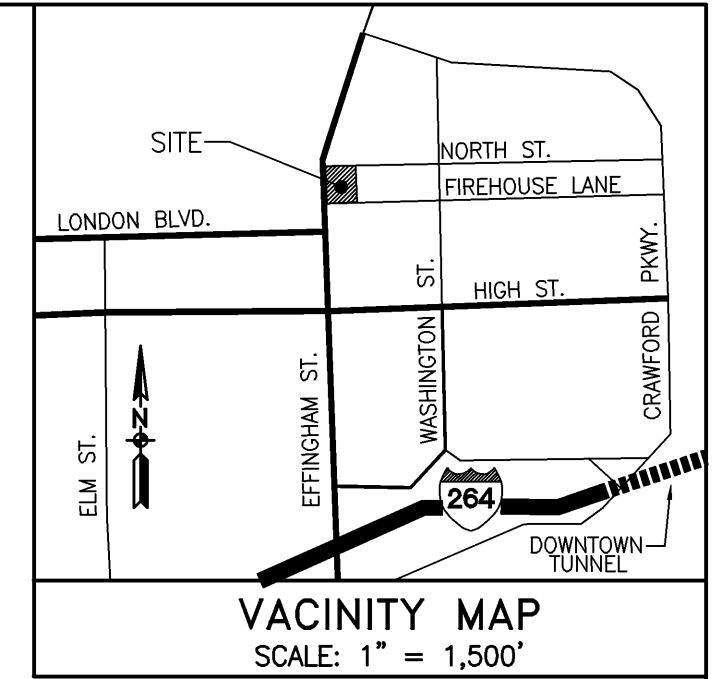 SITE
NORTH ST.
FIREHOUSE LANE
LONDON BLVD.
WASHINGTON ST.
HIGH ST.
CRAWFORD PKWY.
EFFINGHAM ST.
N
ELM ST.
264
DOWNTOWN
TUNNEL
VACINITY MAP
SCALE: 1" = 1,500'